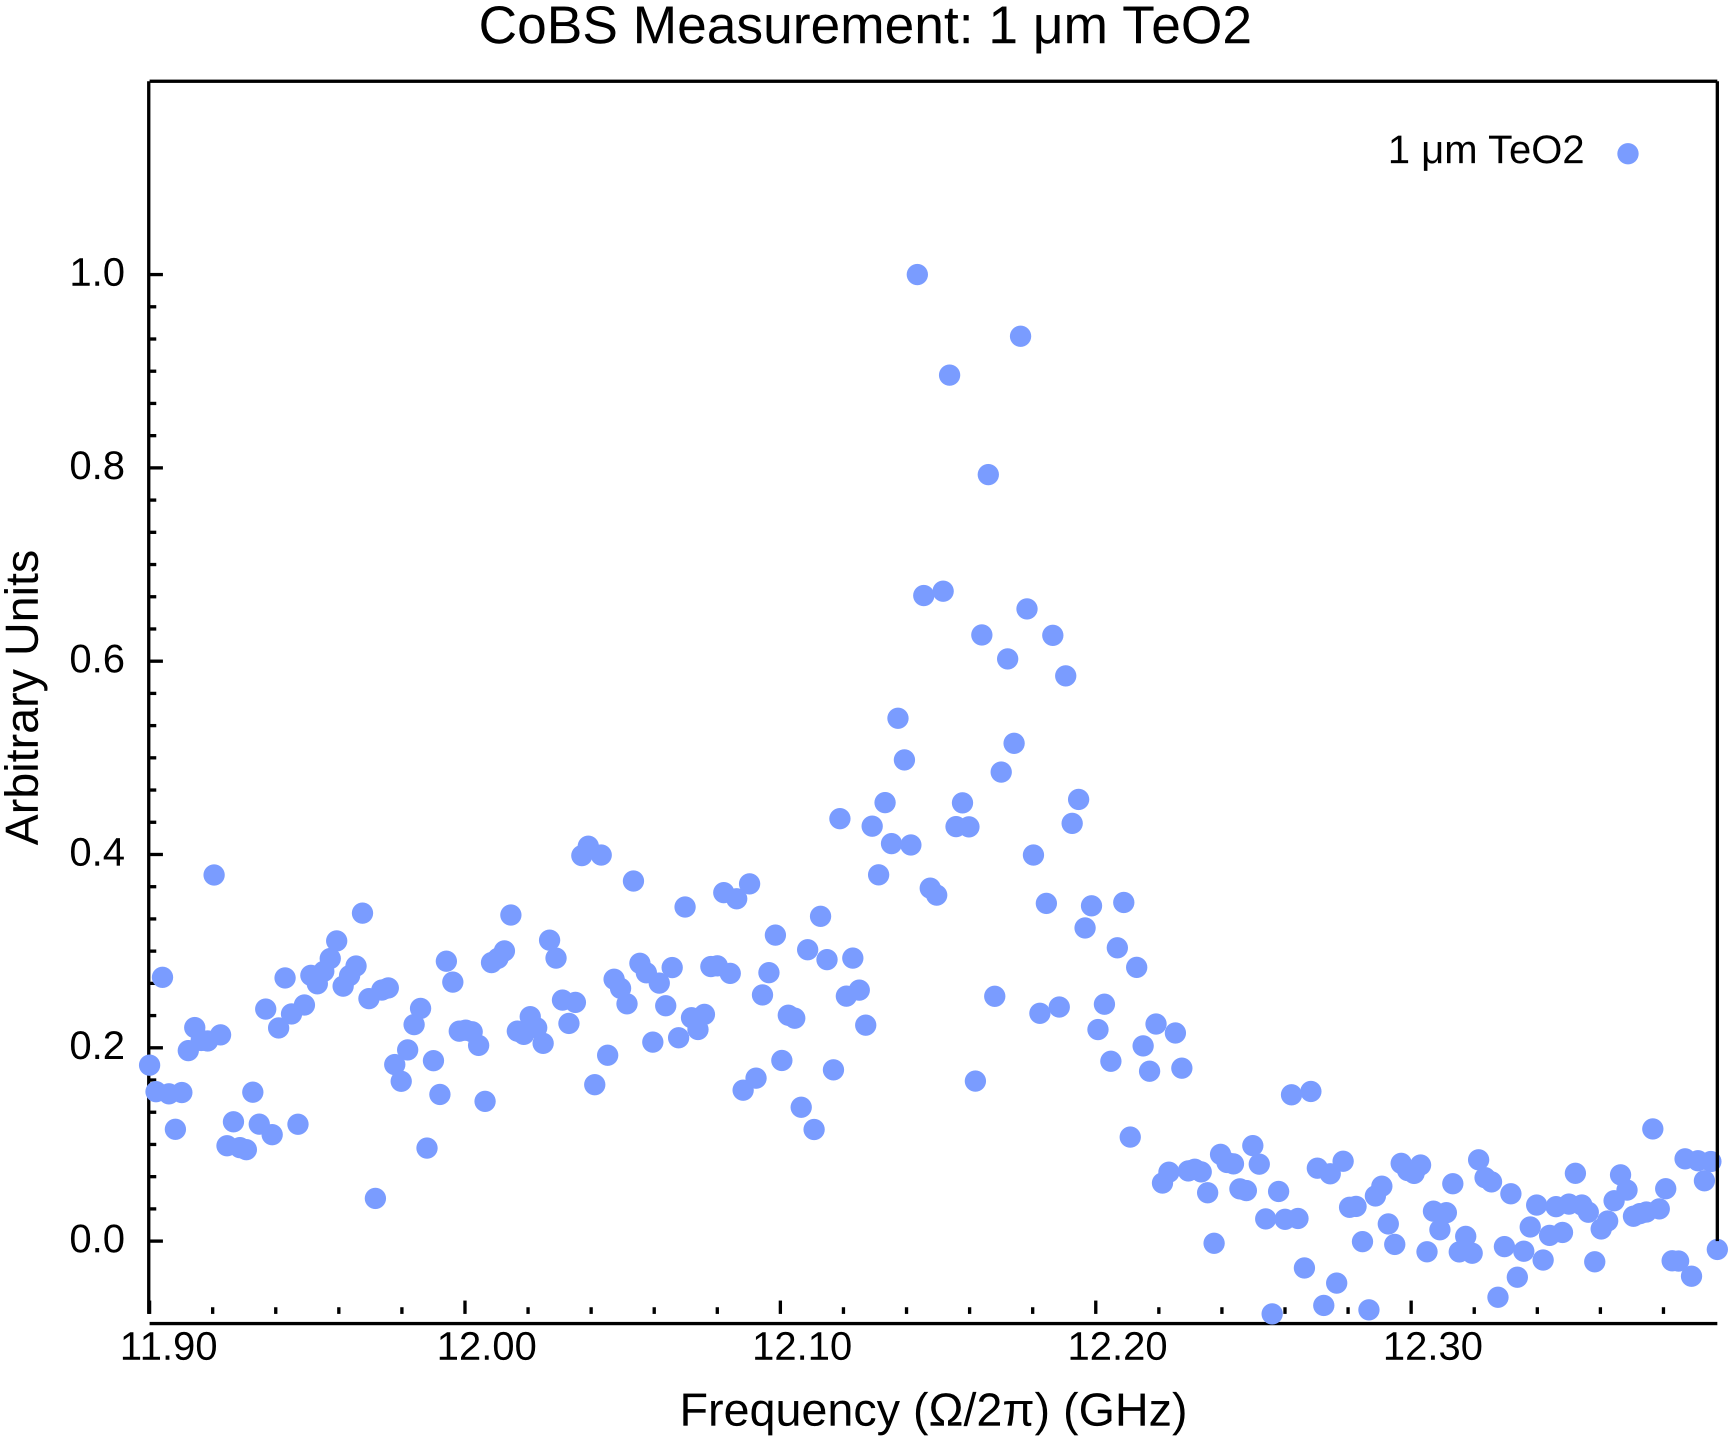 CoBS Measurement: 1 μm TeO2
1 μm TeO2
1.0
0.8
0.6
0.4
0.2
0.0
Arbitrary Units
11.90 12.00 12.10 12.20 12.30
Frequency (Ω/2π) (GHz)